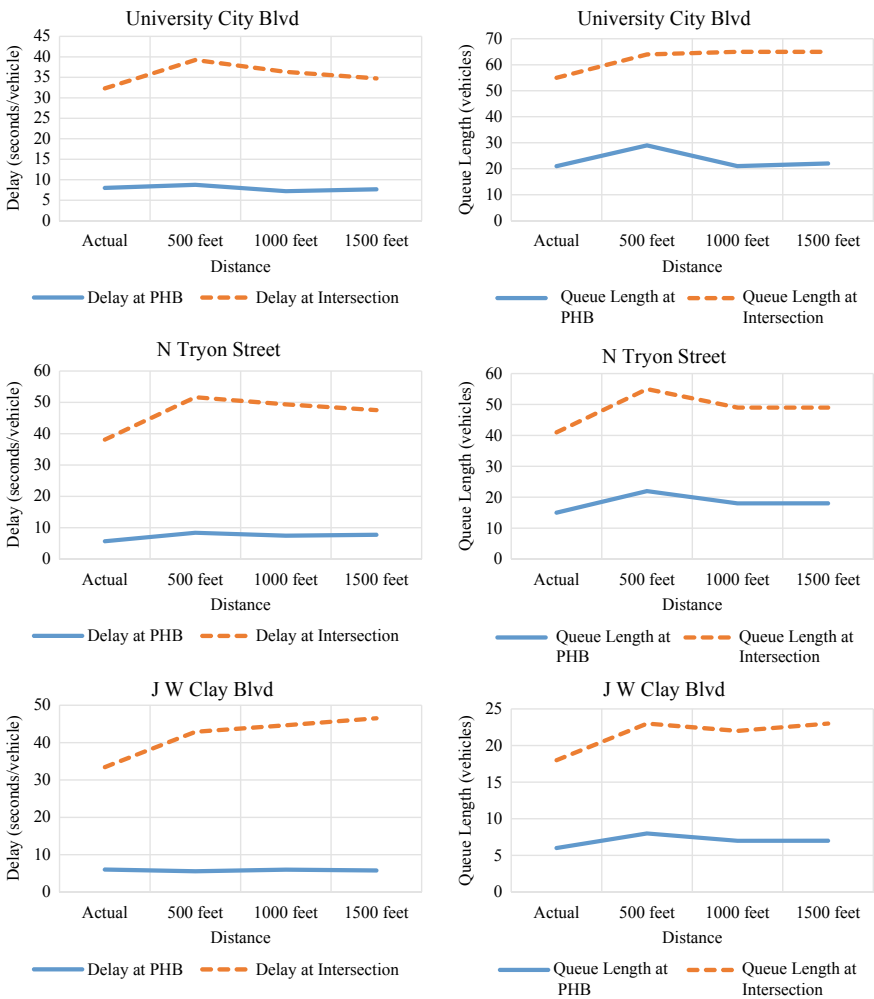 University City Blvd
45
40
35
30
25
20
15
10
5
0
Delay (seconds/vehicle)
Actual 500 feet 1000 feet 1500 feet
Distance
Delay at PHB Delay at Intersection
University City Blvd
70
60
50
40
30
20
10
0
Queue Length (vehicles)
Actual 500 feet 1000 feet 1500 feet
Distance
Queue Length at PHB
Queue Length at Intersection
N Tryon Street
60
50
40
30
20
10
0
Delay (seconds/vehicle)
Actual 500 feet 1000 feet 1500 feet
Distance
Delay at PHB Delay at Intersection
N Tryon Street
60
50
40
30
20
10
0
Queue Length (vehicles)
Actual 500 feet 1000 feet 1500 feet
Distance
Queue Length at
PHB
Queue Length at
Intersection
J W Clay Blvd
50
40
30
20
10
0
Delay (seconds/vehicle)
Actual 500 feet 1000 feet 1500 feet
Distance
Delay at PHB Delay at Intersection
J W Clay Blvd
25
20
15
10
5
0
Queue Length (vehicles)
Actual 500 feet 1000 feet 1500 feet
Distance
Queue Length at
PHB
Queue Length at
Intersection